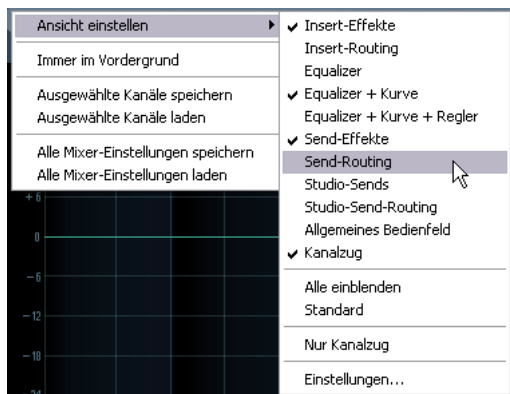 Ansicht einstellen
Immer im Vordergrund
Ausgewählte Kanäle speichern
Ausgewählte Kanäle laden
Alle Mixer-Einstellungen speichern
Alle Mixer-Einstellungen laden
Insert-Effekte
Insert-Routing
Equalizer
Equalizer + Kurve
Equalizer + Kurve + Regler
Send-Effekte
Send-Routing
Studio-Sends
Studio-Send-Routing
Allgemeines Bedienfeld
Kanalzug
Alle einblenden
Standard
Nur Kanalzug
Einstellungen...
+6
0
-6
-12
-18